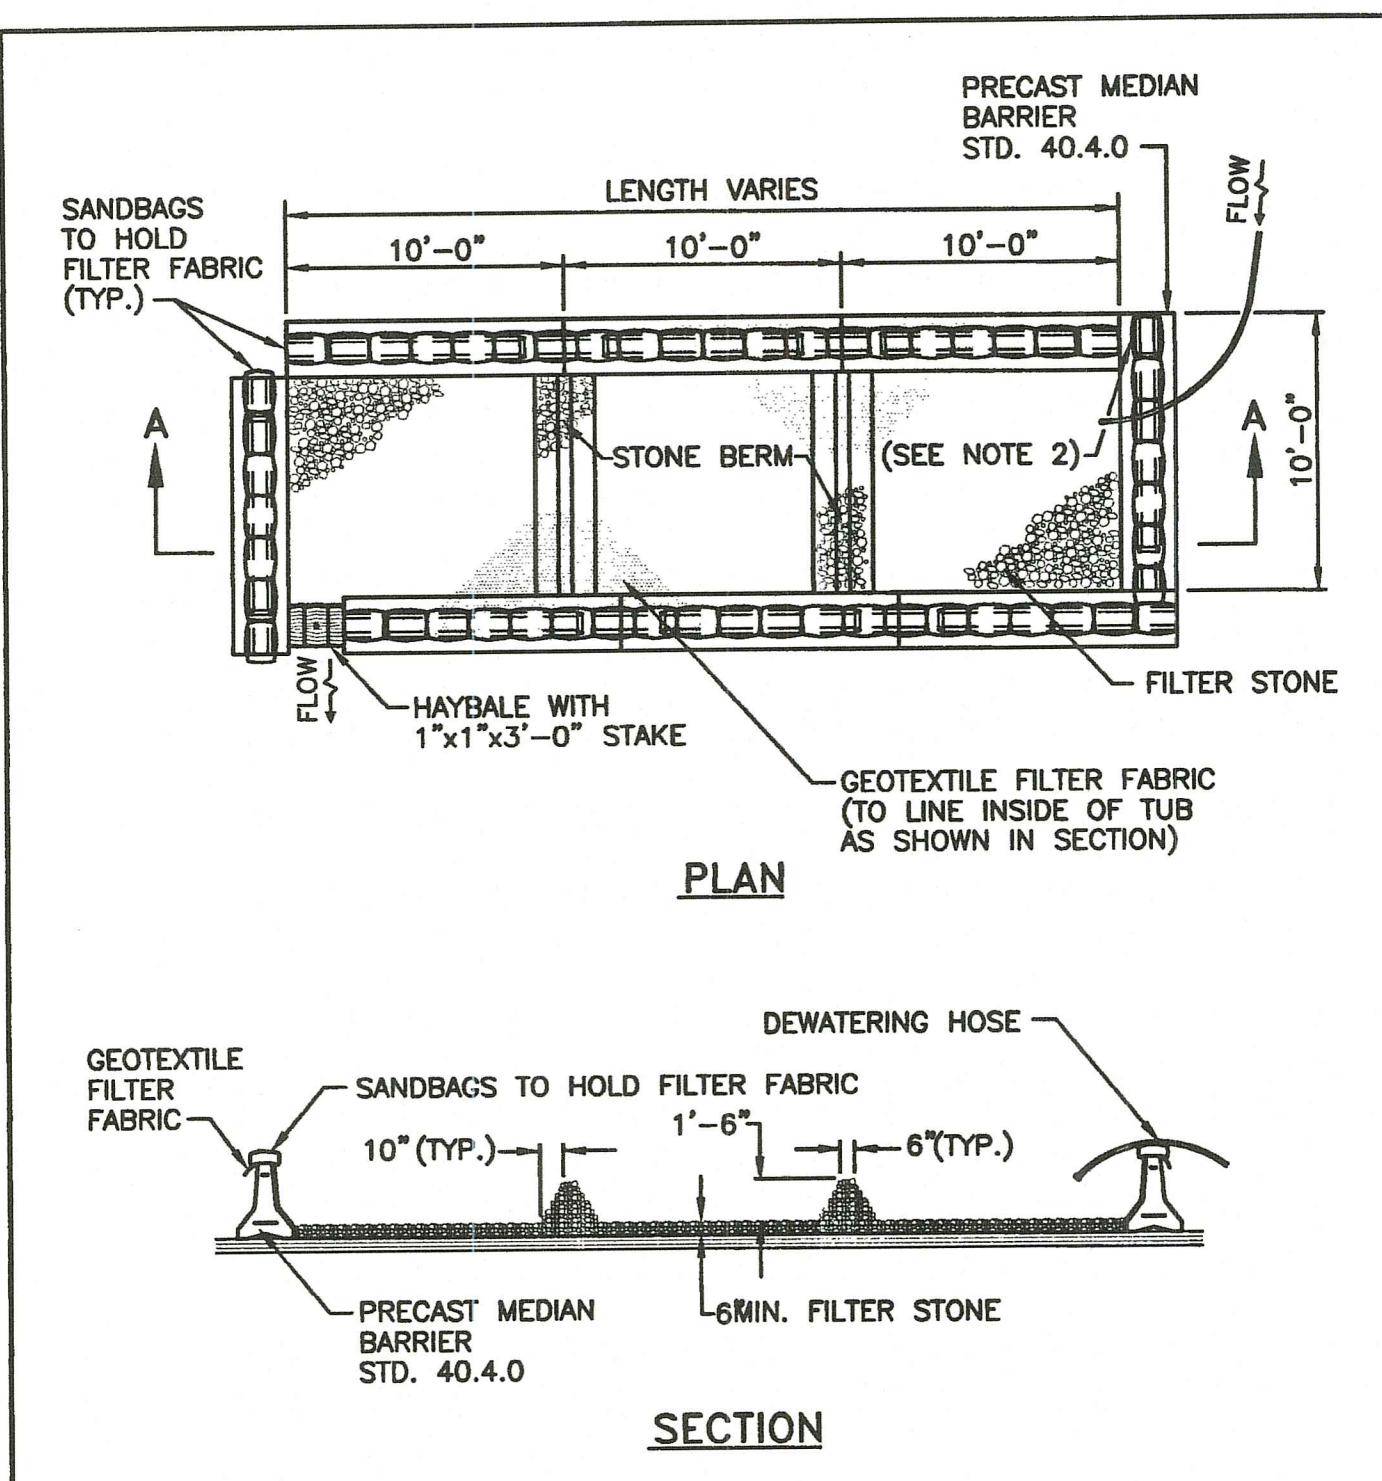 PRECAST MEDIAN
BARRIER
STD. 40.4.0
FLOW
LENGTH VARIES
SANDBAGS
TO HOLD
FILTER FABRIC
(TYP.)
10'-0"
10'-0"
10'-0"
A
STONE BERM
(SEE NOTE 2)
A
10'-0"
FLOW
HAYBALE WITH
1"x1"x3'-0" STAKE
FILTER STONE
GEOTEXTILE FILTER FABRIC
(TO LINE INSIDE OF TUB
AS SHOWN IN SECTION)
PLAN
DEWATERING HOSE
GEOTEXTILE
FILTER
FABRIC
SANDBAGS TO HOLD FILTER FABRIC
10" (TYP.)
1'-6"
6"(TYP.)
PRECAST MEDIAN
BARRIER
STD. 40.4.0
6"MIN. FILTER STONE
SECTION